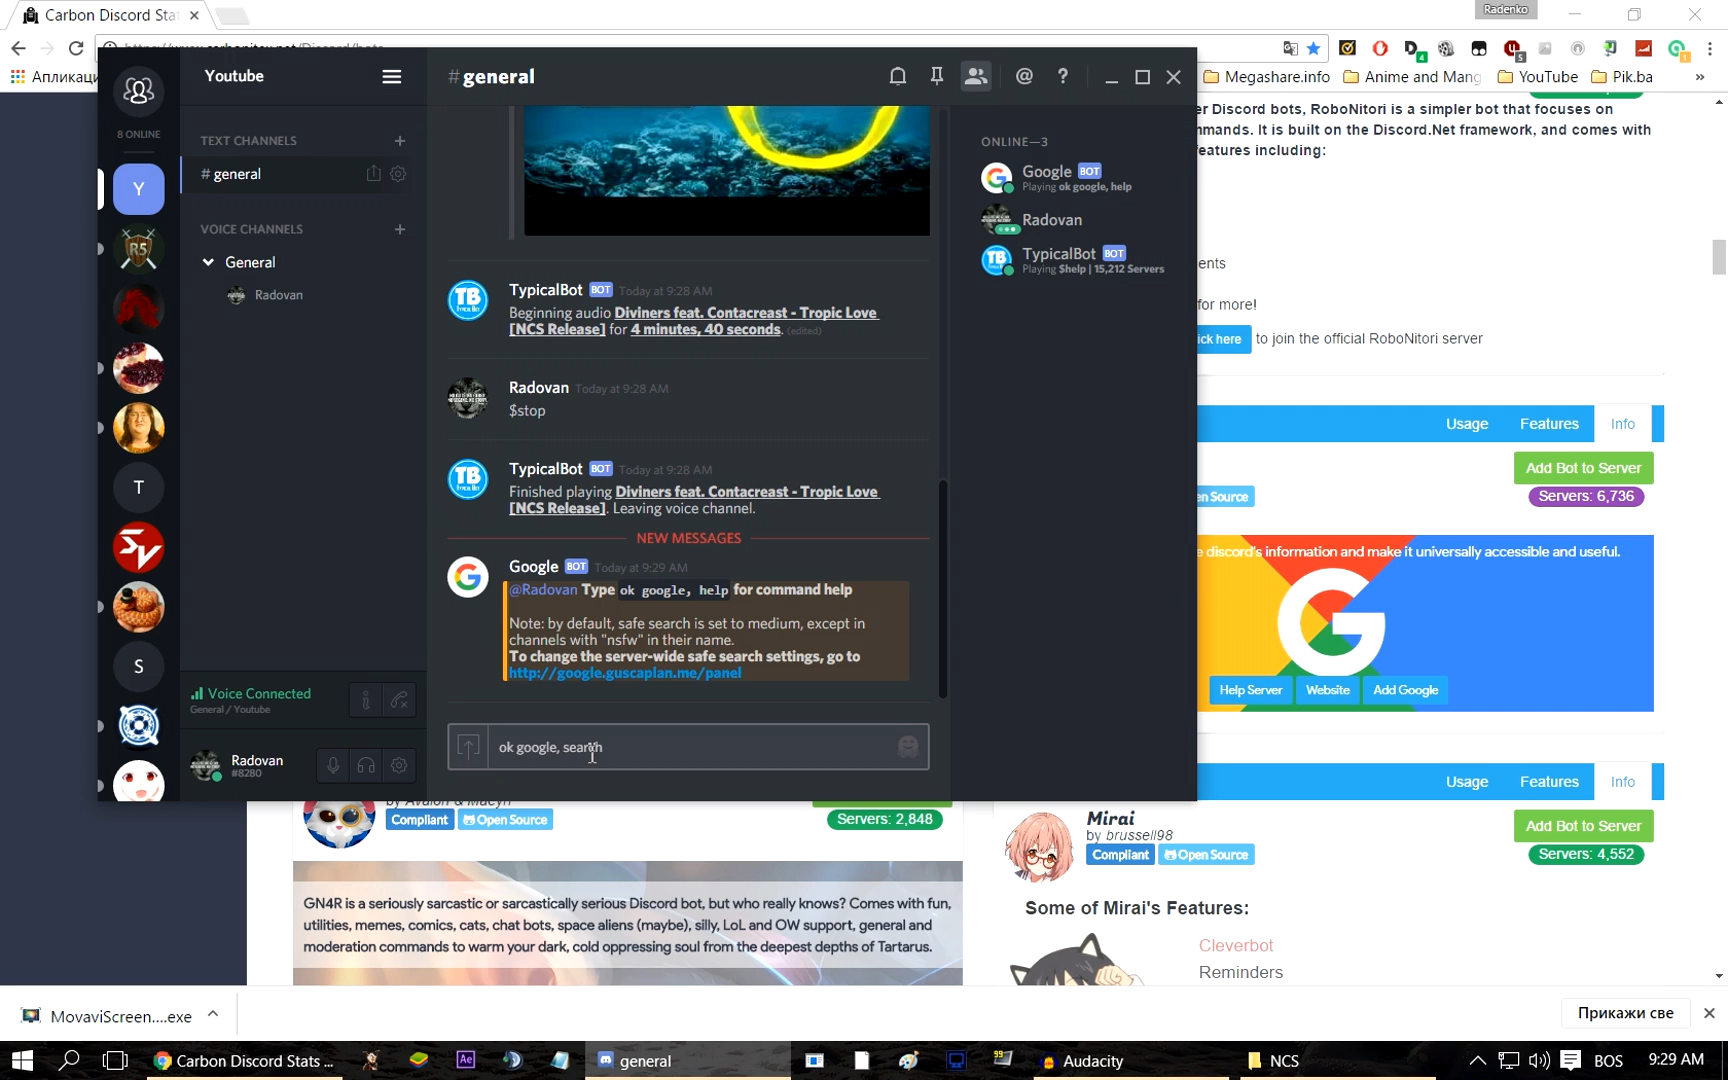 Carbon Discord Sta
Radenko
Апликаци
Megashare.info
Anime and Mang
YouTube
Pik.ba
»
8 ONLINE
Y
R5
T
S
Youtube
TEXT CHANNELS
# general
VOICE CHANNELS
General
Radovan
Voice Connected
General / Youtube
Radovan
#8280
#general
TypicalBot BOT Today at 9:28 AM
Beginning audio Diviners feat. Contacreast - Tropic Love
[NCS Release] for 4 minutes, 40 seconds. (edited)
Radovan Today at 9:28 AM
$stop
TypicalBot BOT Today at 9:28 AM
Finished playing Diviners feat. Contacreast - Tropic Love
[NCS Release]. Leaving voice channel.
NEW MESSAGES
Google BOT Today at 9:29 AM
@Radovan Type ok google, help for command help
Note: by default, safe search is set to medium, except in
channels with "nsfw" in their name.
To change the server-wide safe search settings, go to
http://google.guscaplan.me/panel
ok google, search
ONLINE—3
Google BOT
Playing ok google, help
Radovan
TypicalBot BOT
Playing $help | 15,212 Servers
er Discord bots, RoboNitori is a simpler bot that focuses on
mmands. It is built on the Discord.Net framework, and comes with
eatures including:
ents
for more!
ick here to join the official RoboNitori server
Usage Features Info
Add Bot to Server
en Source
Servers: 6,736
e discord's information and make it universally accessible and useful.
Help Server Website Add Google
Usage Features Info
by Avalon & Maeyn
Compliant Open Source
Servers: 2,848
GN4R is a seriously sarcastic or sarcastically serious Discord bot, but who really knows? Comes with fun,
utilities, memes, comics, cats, chat bots, space aliens (maybe), silly, LoL and OW support, general and
moderation commands to warm your dark, cold oppressing soul from the deepest depths of Tartarus.
Mirai
by brussell98
Compliant Open Source
Add Bot to Server
Servers: 4,552
Some of Mirai's Features:
Cleverbot
Reminders
MovaviScreen....exe
Прикажи све
Carbon Discord Stats ...
general
Audacity
NCS
BOS
9:29 AM